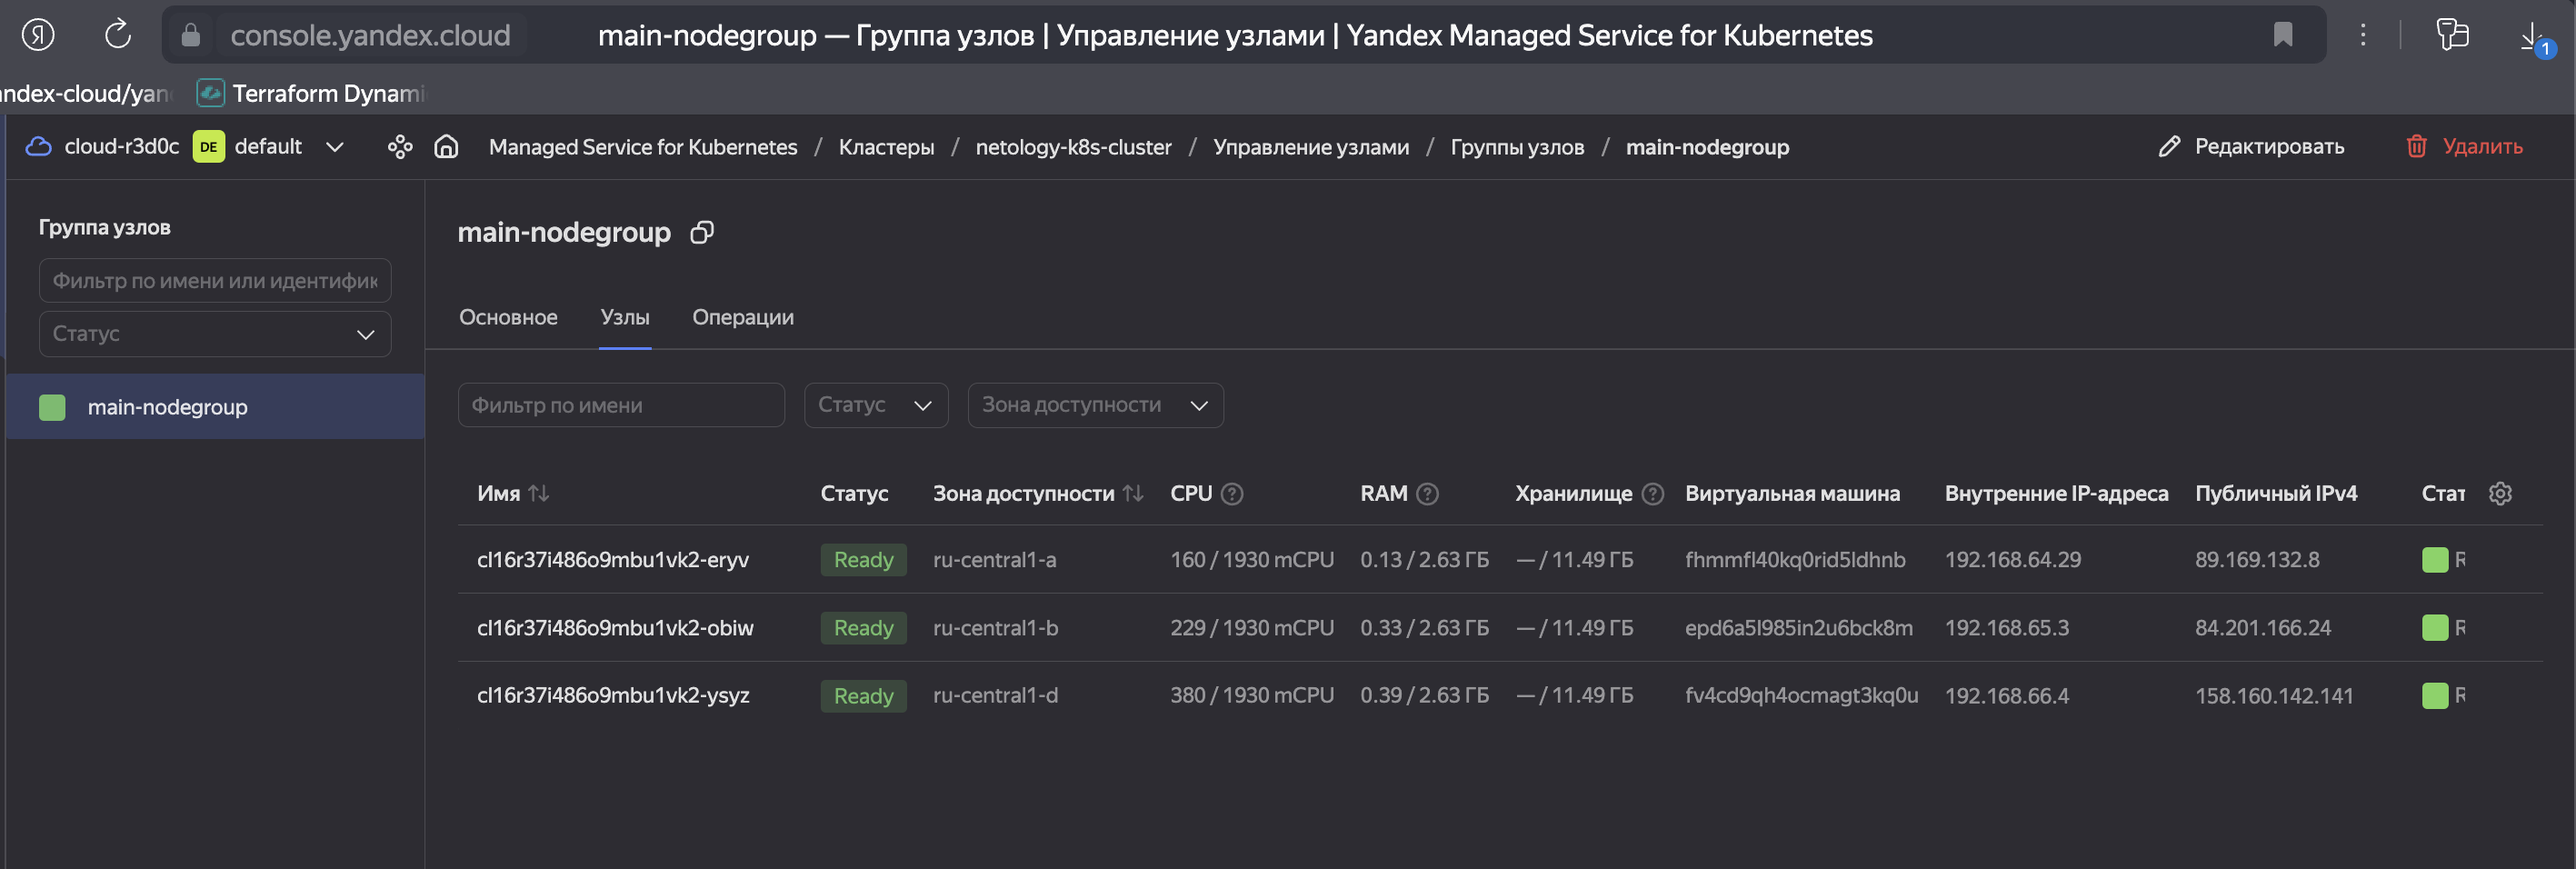 console.yandex.cloud main-nodegroup — Группа узлов | Управление узлами | Yandex Managed Service for Kubernetes 1
Terraform
cloud-r3d0c DE default Managed Service for Kubernetes / Кластеры / netology-k8s-cluster / Управление узлами / Группы узлов / main-nodegroup Редактировать Удалить
Группа узлов
Фильтр по имени или
Статус
main-nodegroup
main-nodegroup
Основное Узлы Операции
Фильтр по имени Статус Зона доступности
Имя Статус Зона доступности CPU RAM Хранилище Виртуальная машина Внутренние IP-адреса Публичный IPv4
cl16r37i486o9mbu1vk2-eryv Ready ru-central1-a 160 / 1930 mCPU 0.13 / 2.63 ГБ — / 11.49 ГБ fhmmfl40kq0rid5ldhnb 192.168.64.29 89.169.132.8
cl16r37i486o9mbu1vk2-obiw Ready ru-central1-b 229 / 1930 mCPU 0.33 / 2.63 ГБ — / 11.49 ГБ epd6a5l985in2u6bck8m 192.168.65.3 84.201.166.24
cl16r37i486o9mbu1vk2-ysyz Ready ru-central1-d 380 / 1930 mCPU 0.39 / 2.63 ГБ — / 11.49 ГБ fv4cd9qh4ocmagt3kq0u 192.168.66.4 158.160.142.141